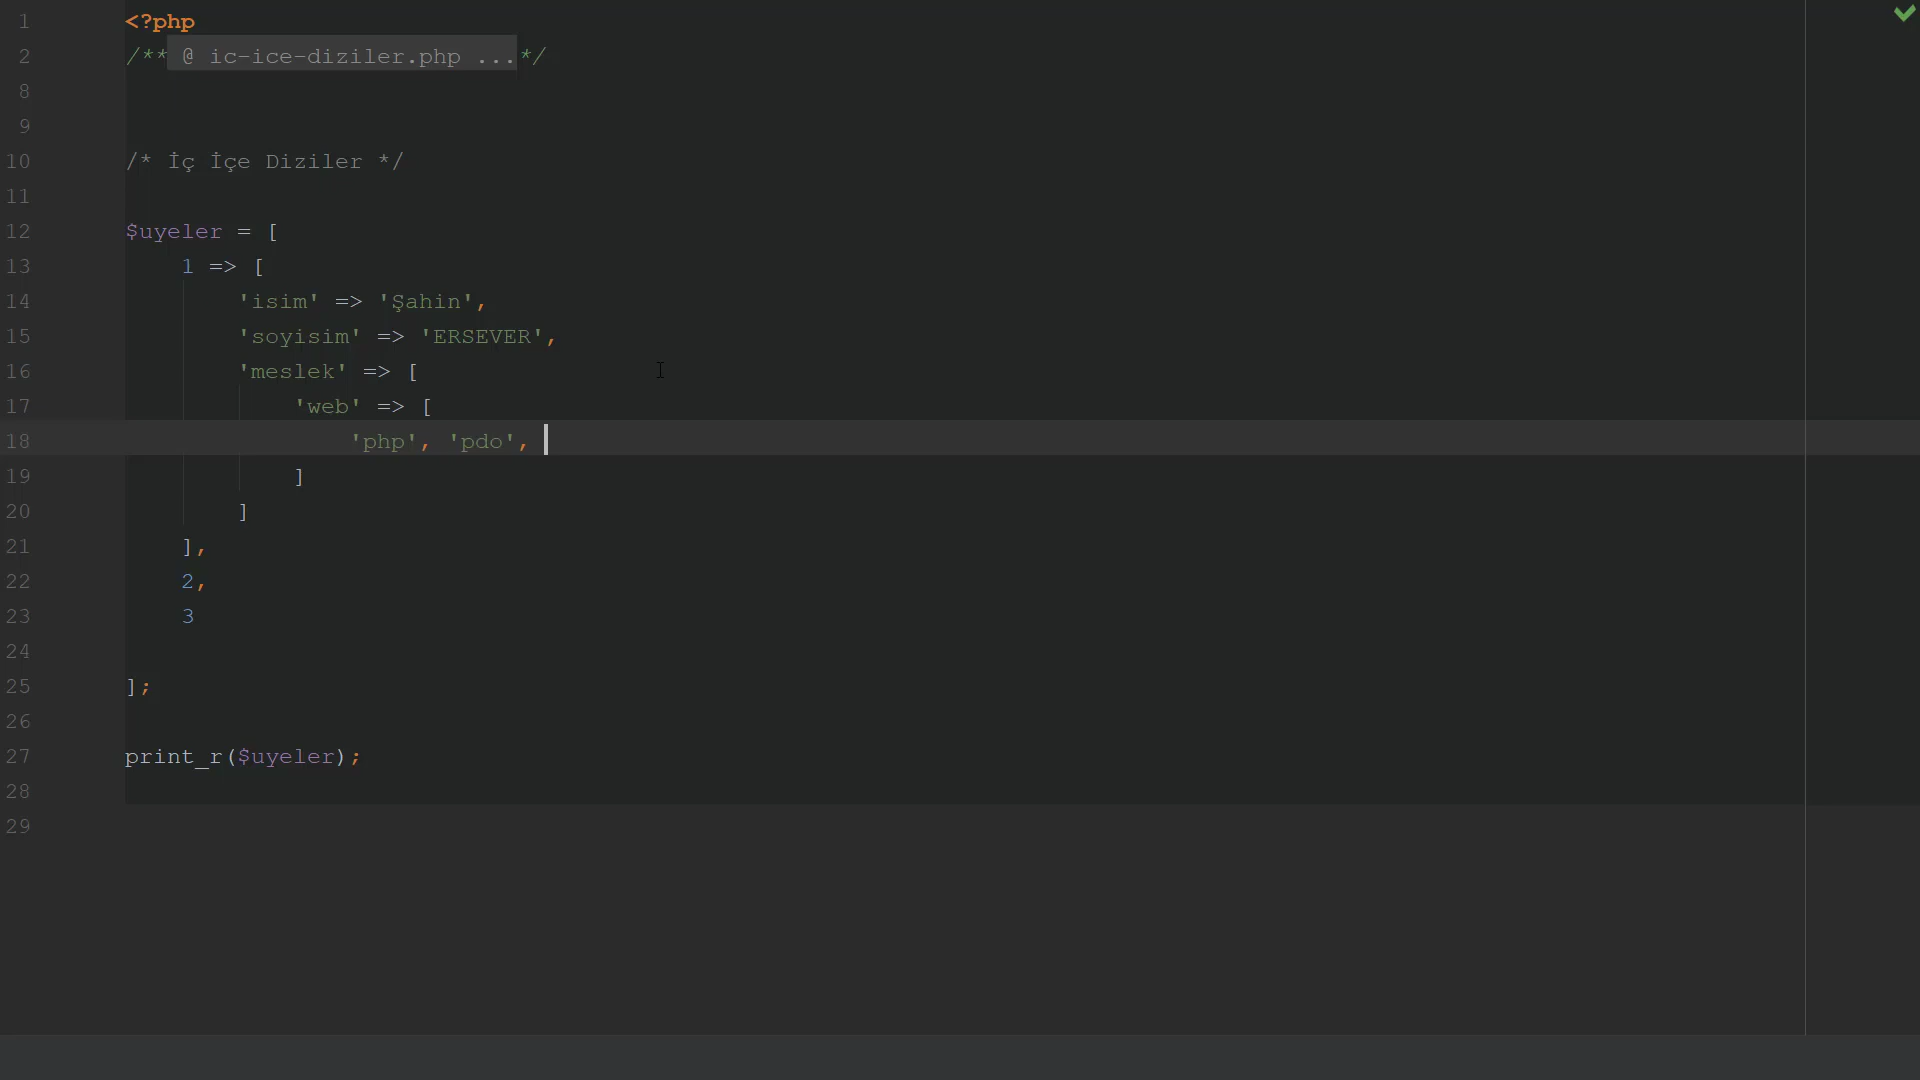 1 <?php
2 /** @ ic-ice-diziler.php ...*/
8
9
10 /* İç İçe Diziler */
11
12 $uyeler = [
13 1 => [
14 'isim' => 'Şahin',
15 'soyisim' => 'ERSEVER',
16 'meslek' => [
17 'web' => [
18 'php', 'pdo',
19 ]
20 ]
21 ],
22 2,
23 3
24
25 ];
26
27 print_r($uyeler);
28
29